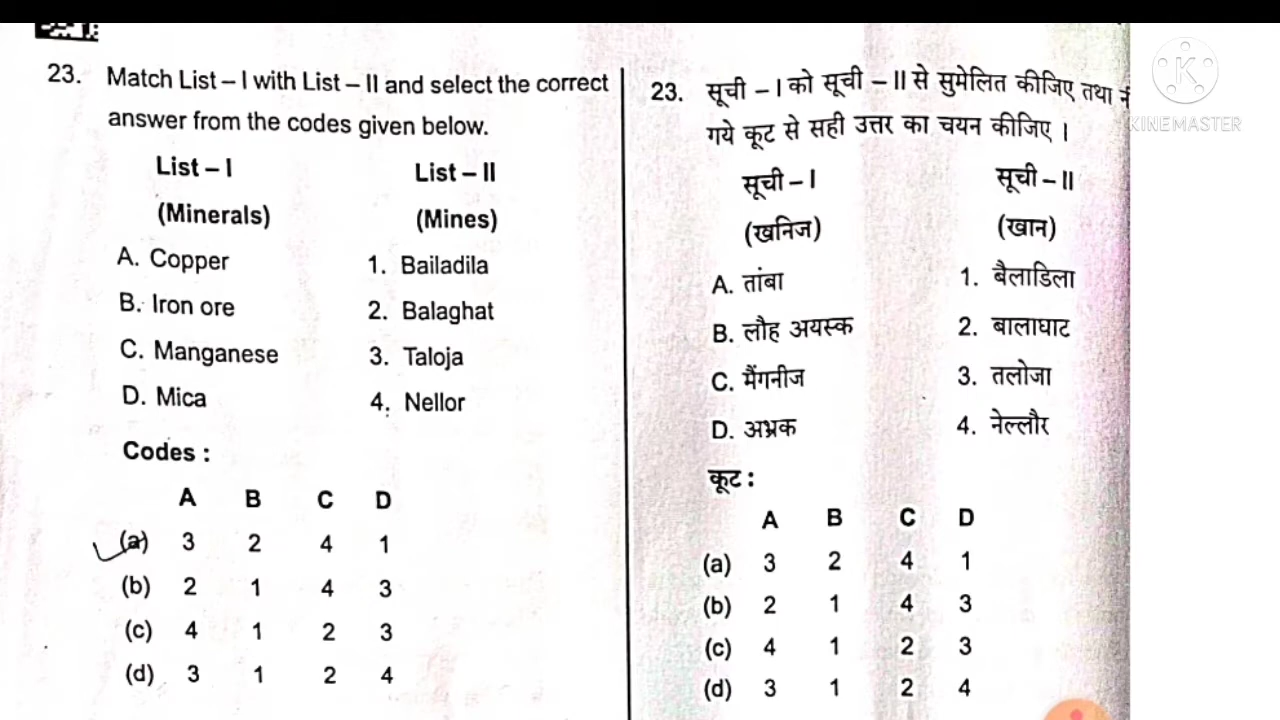 23. Match List – I with List – II and select the correct
answer from the codes given below.
List – I List – II
(Minerals) (Mines)
A. Copper 1. Bailadila
B. Iron ore 2. Balaghat
C. Manganese 3. Taloja
D. Mica 4. Nellor
Codes :
A B C D
(a) 3 2 4 1
(b) 2 1 4 3
(c) 4 1 2 3
(d) 3 1 2 4
23. सूची – I को सूची – II से सुमेलित कीजिए तथा
गये कूट से सही उत्तर का चयन कीजिए ।
सूची – I सूची – II
(खनिज) (खान)
A. तांबा 1. बैलाडिला
B. लौह अयस्क 2. बालाघाट
C. मैंगनीज 3. तलोजा
D. अभ्रक 4. नेल्लौर
कूट :
A B C D
(a) 3 2 4 1
(b) 2 1 4 3
(c) 4 1 2 3
(d) 3 1 2 4
K
KINEMASTER